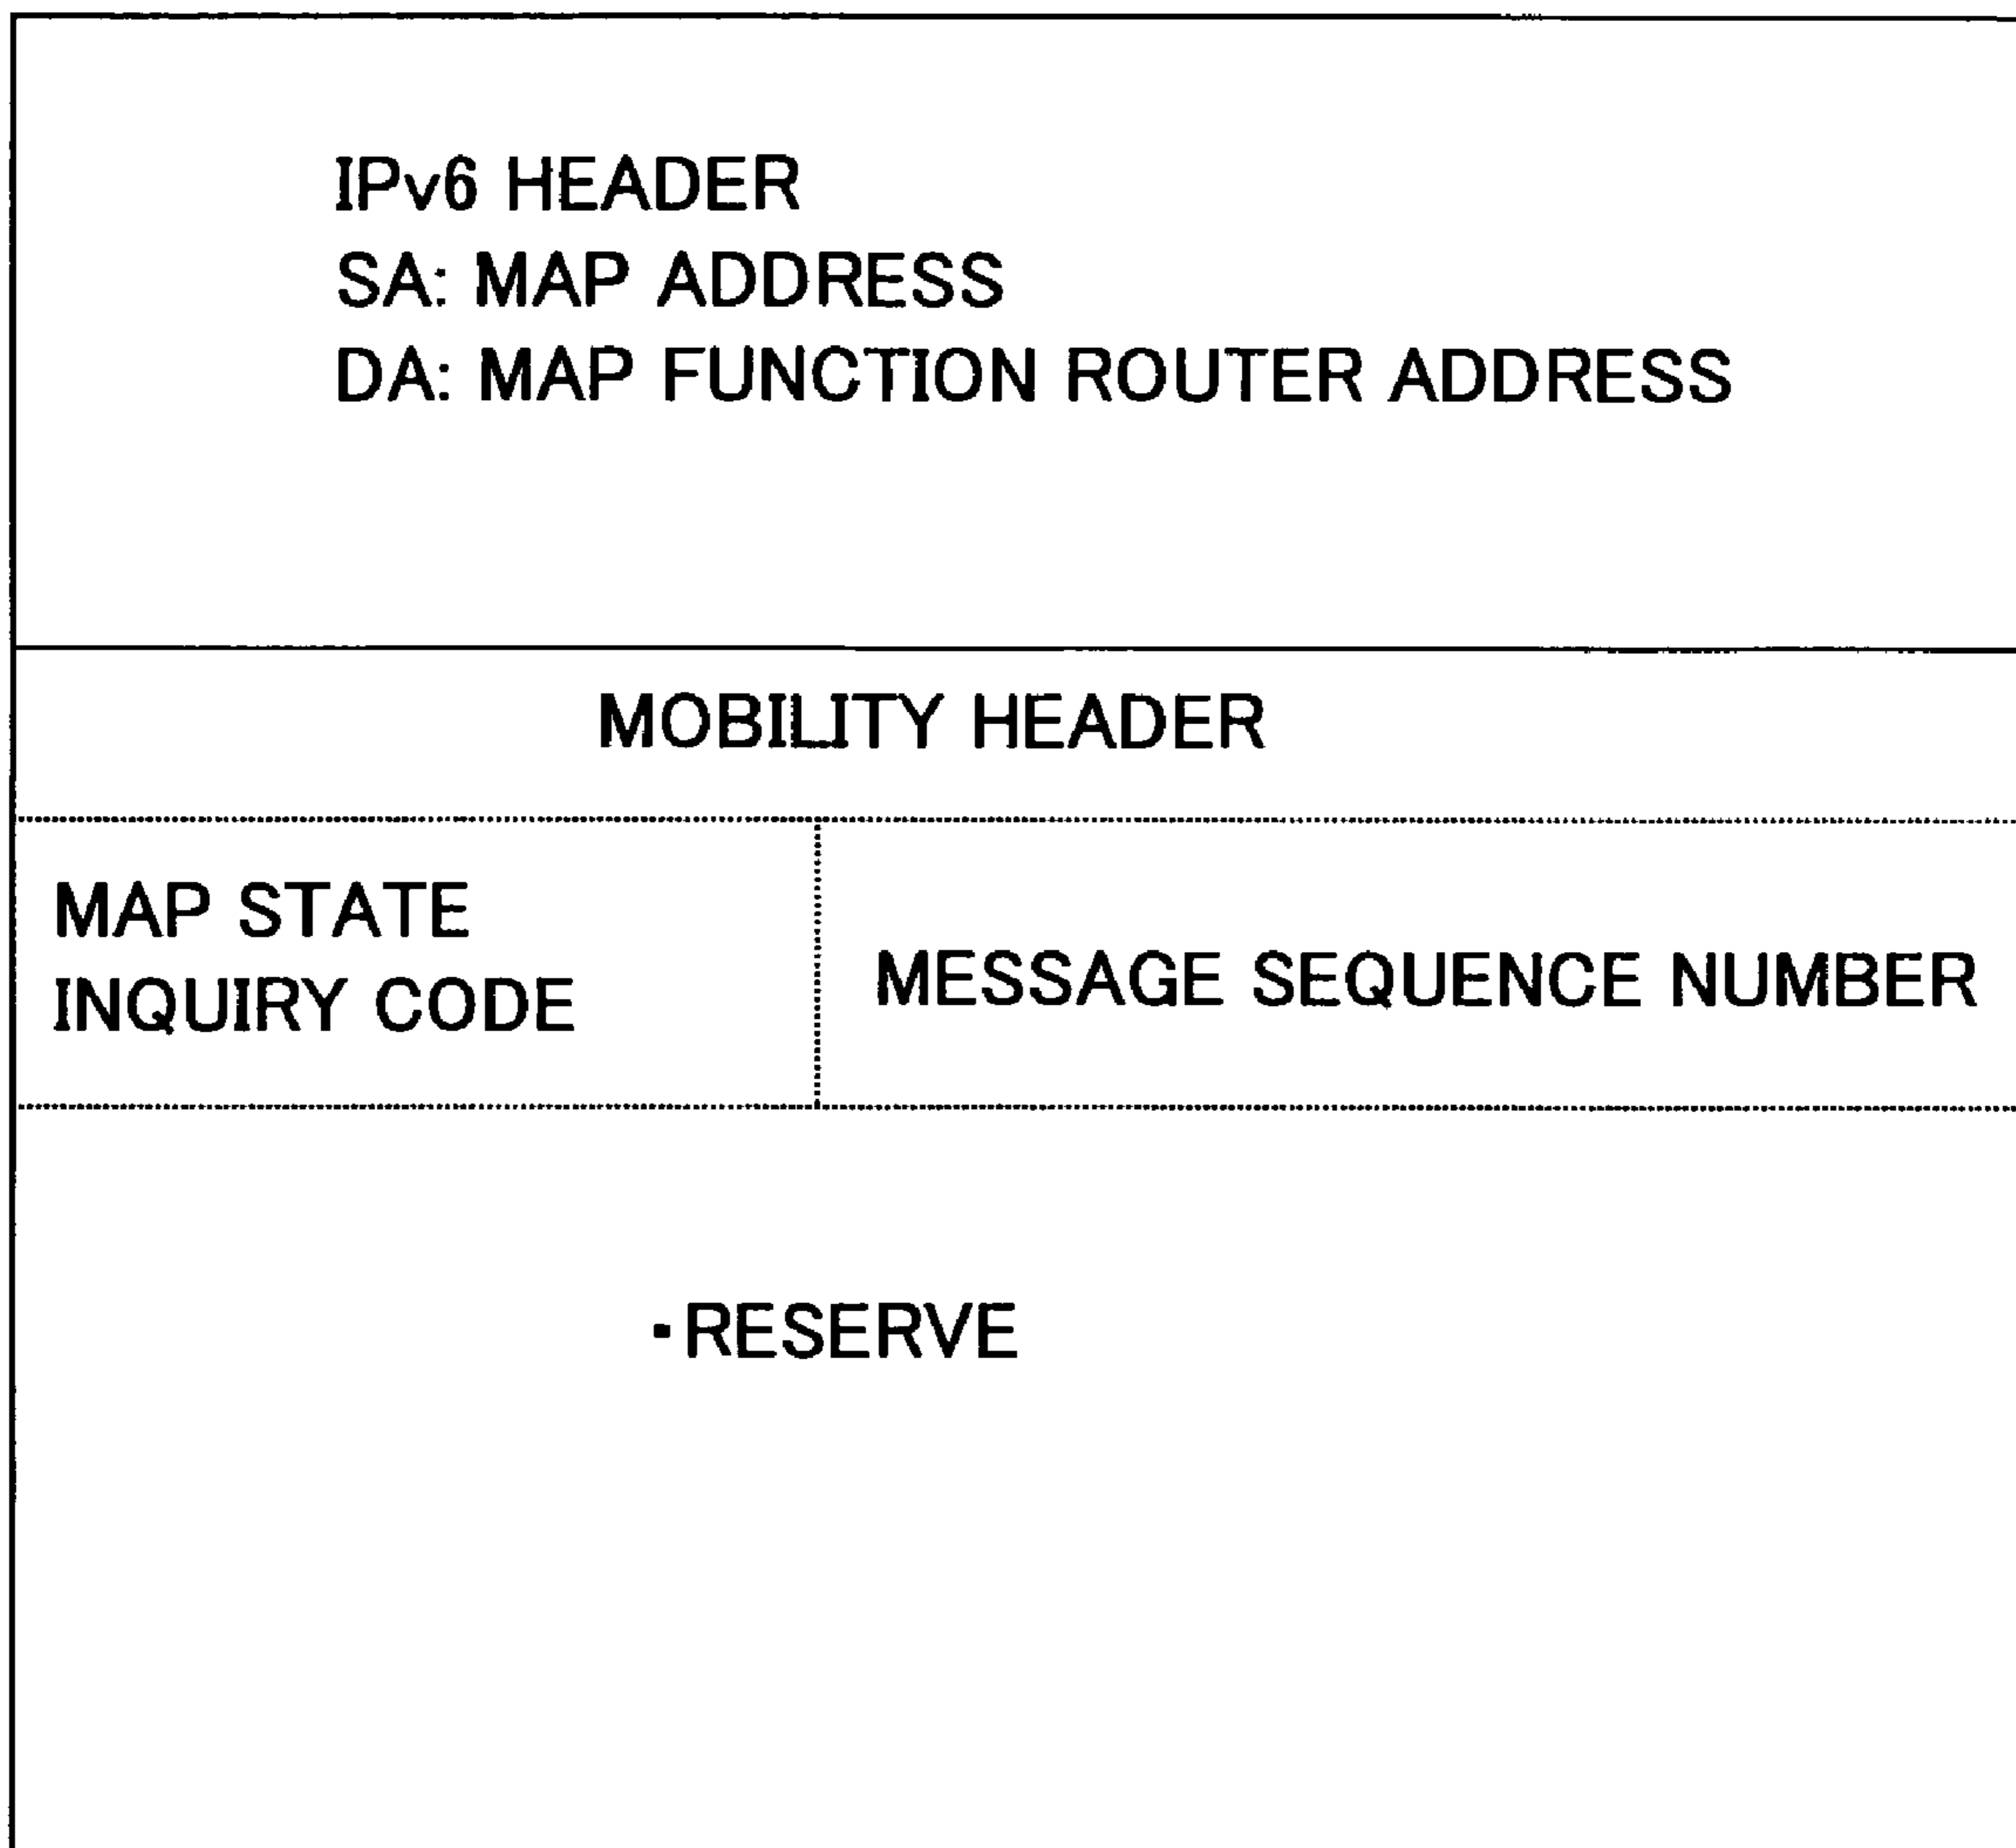 IPv6 HEADER
SA: MAP ADDRESS
DA: MAP FUNCTION ROUTER ADDRESS
MOBILITY HEADER
MAP STATE
INQUIRY CODE
MESSAGE SEQUENCE NUMBER
▪RESERVE